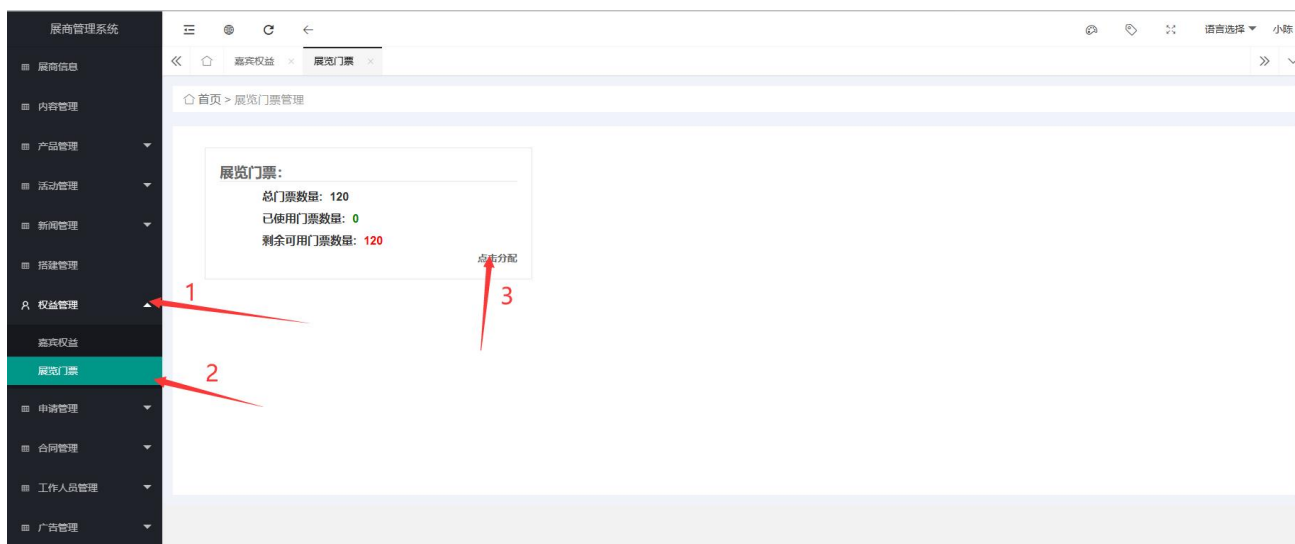 展商管理系统
语言选择
小陈
嘉宾权益
展览门票
展商信息
首页 > 展览门票管理
内容管理
产品管理
活动管理
新闻管理
搭建管理
权益管理
嘉宾权益
展览门票
申请管理
合同管理
工作人员管理
广告管理
展览门票：
总门票数量: 120
已使用门票数量: 0
剩余可用门票数量: 120
点击分配
1
2
3